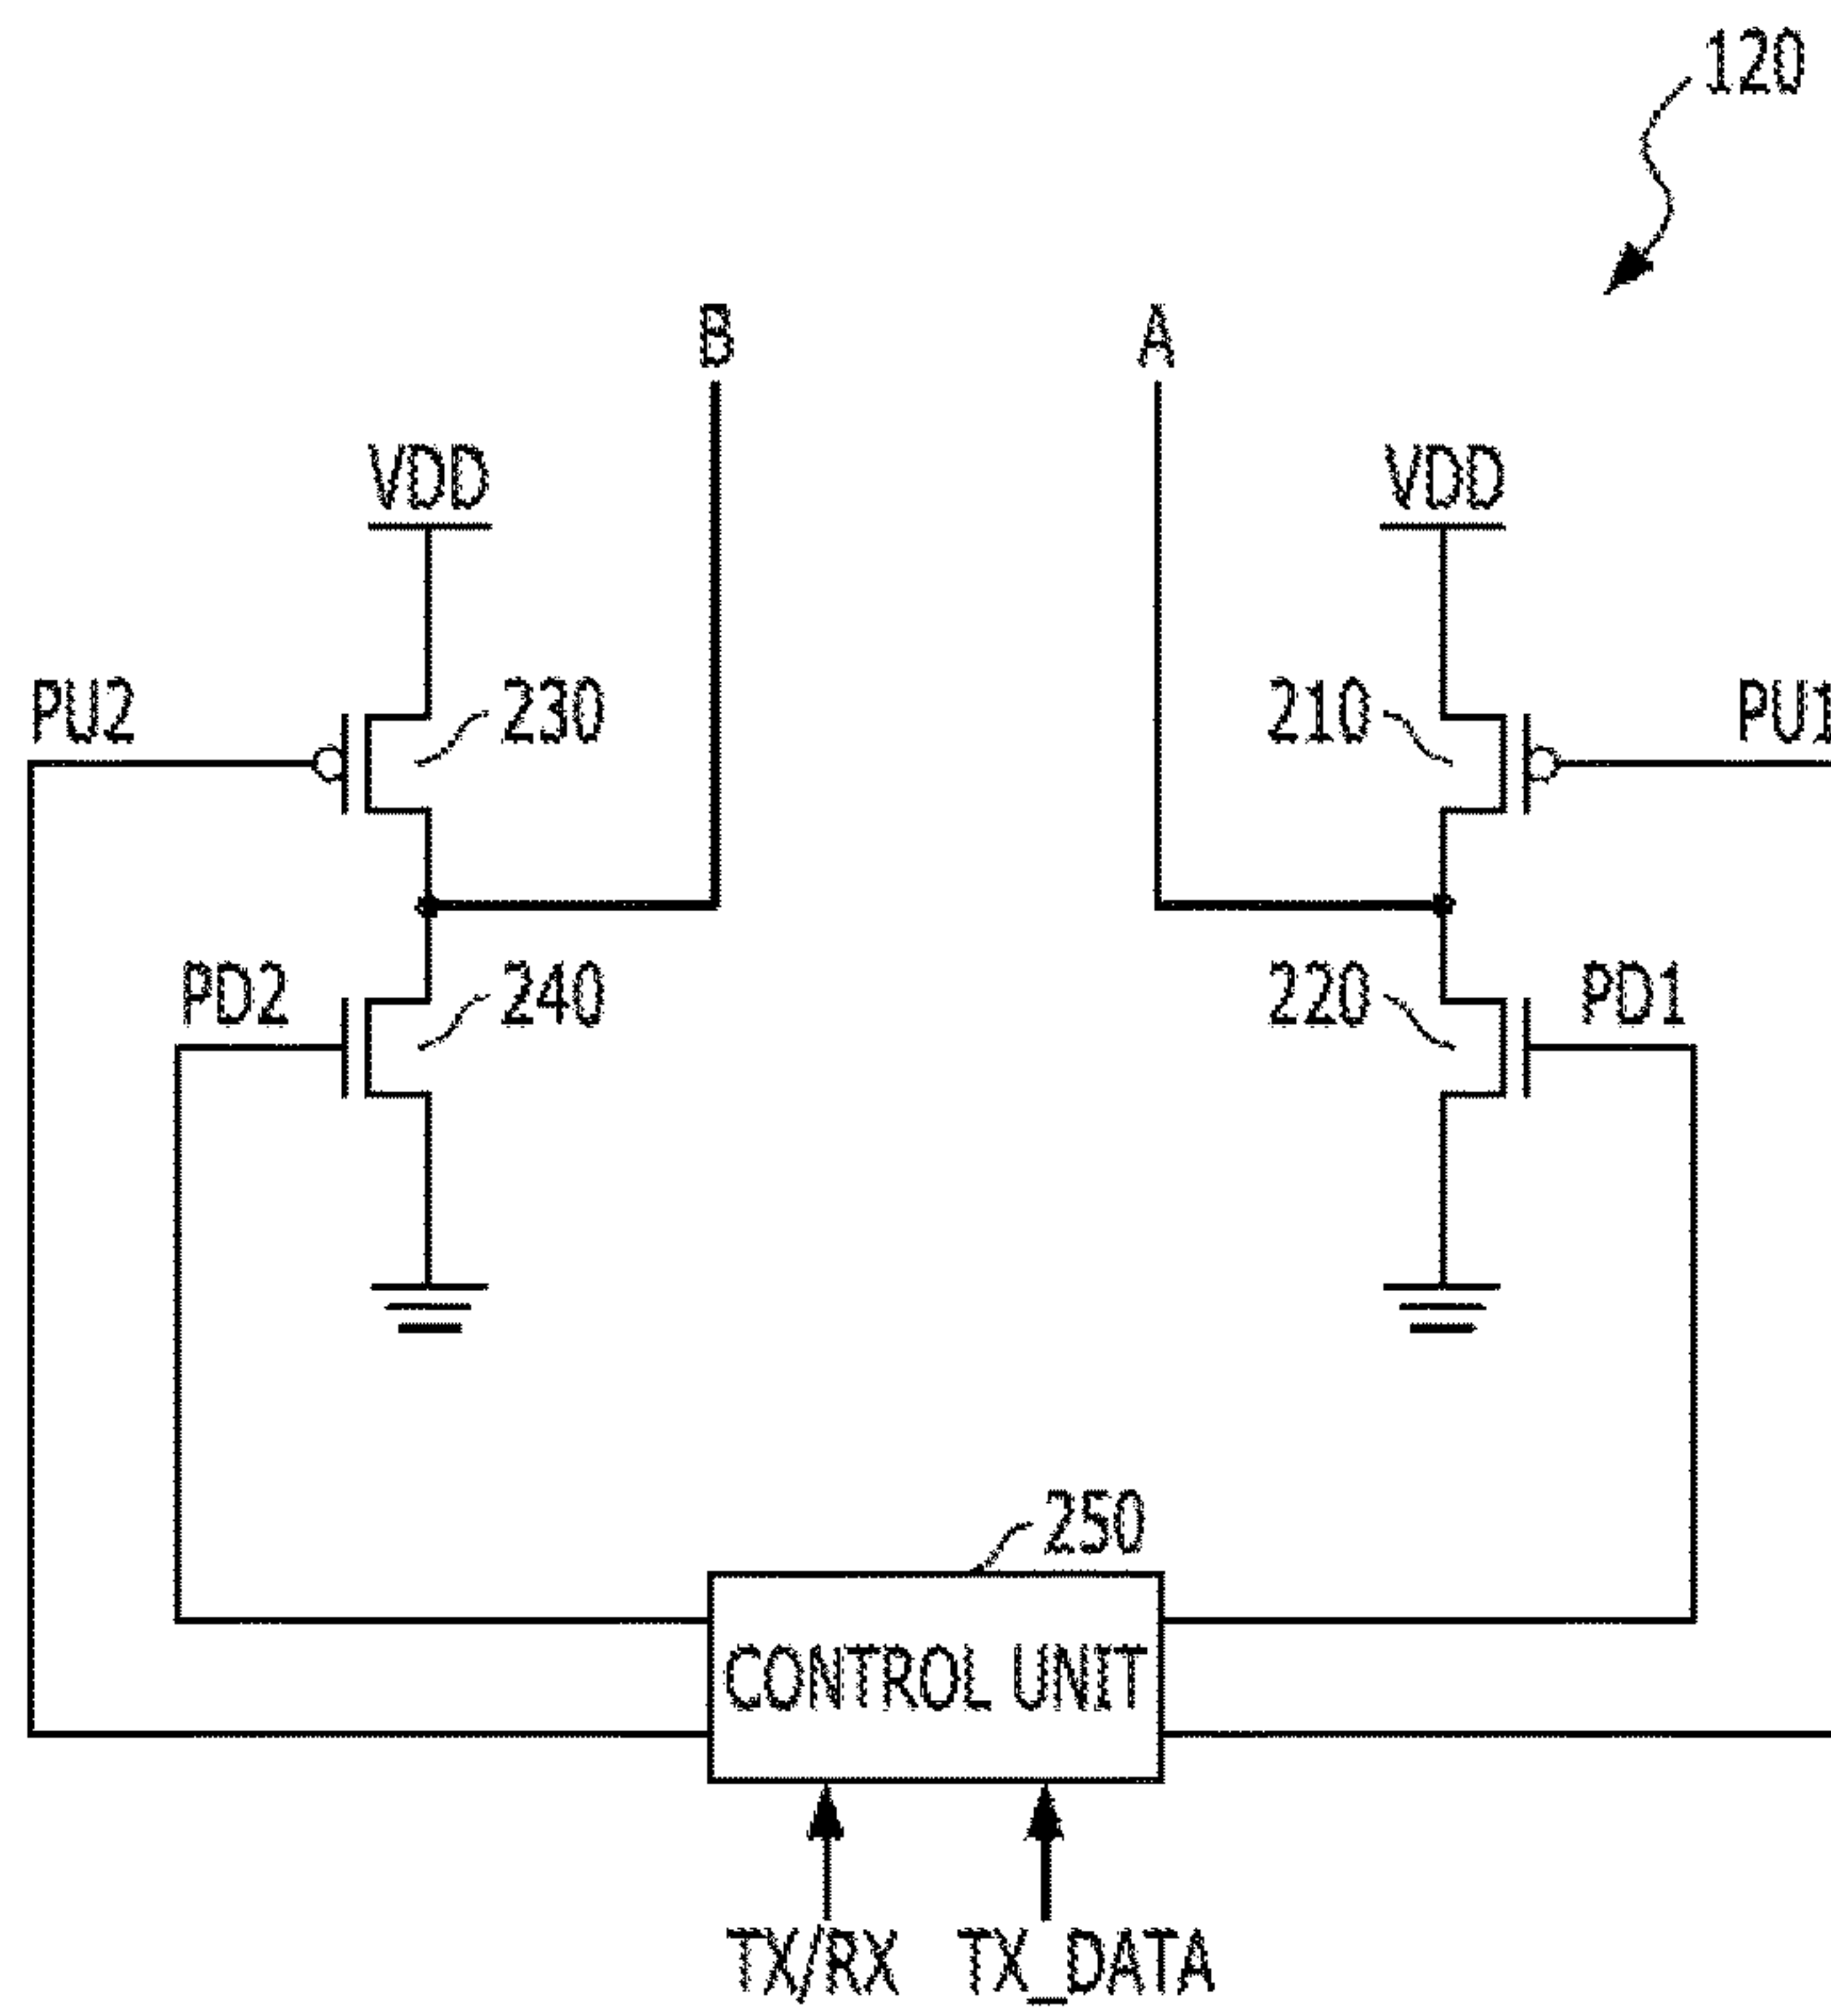 120
B
A
VDD
VDD
PU2
230
210
PU1
PD2
240
220
PD1
250
CONTROL UNIT
TX/RX
TX_DATA